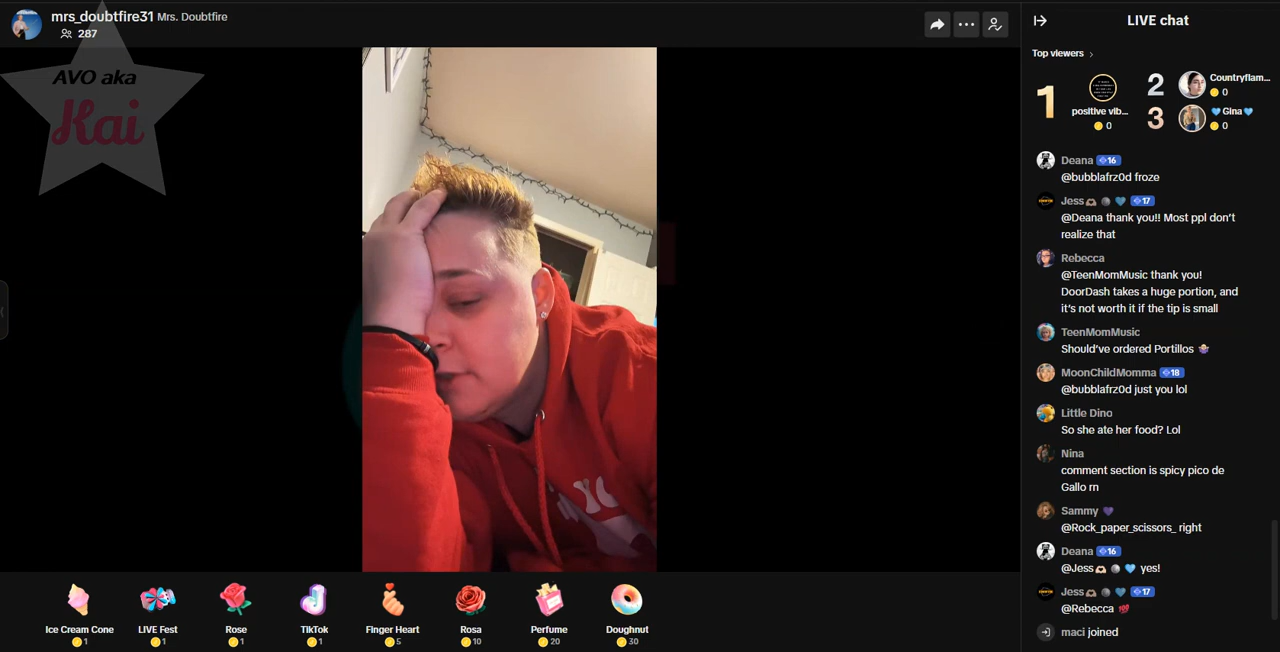 mrs_doubtfire31 Mrs. Doubtfire
287
AVO aka
Kai
LIVE chat
Top viewers
1
positive vib...
0
2
Countryflam...
0
3
Gina
0
Deana 16
@bubblafrz0d froze
Jess 17
@Deana thank you!! Most ppl don't
realize that
Rebecca
@TeenMomMusic thank you!
DoorDash takes a huge portion, and
it's not worth it if the tip is small
TeenMomMusic
Should've ordered Portillos
MoonChildMomma 18
@bubblafrz0d just you lol
Little Dino
So she ate her food? Lol
Nina
comment section is spicy pico de
Gallo rn
Sammy
@Rock_paper_scissors_ right
Deana 16
@Jess yes!
Jess 17
@Rebecca 💯
maci joined
Ice Cream Cone
1
LIVE Fest
1
Rose
1
TikTok
1
Finger Heart
5
Rosa
10
Perfume
20
Doughnut
30